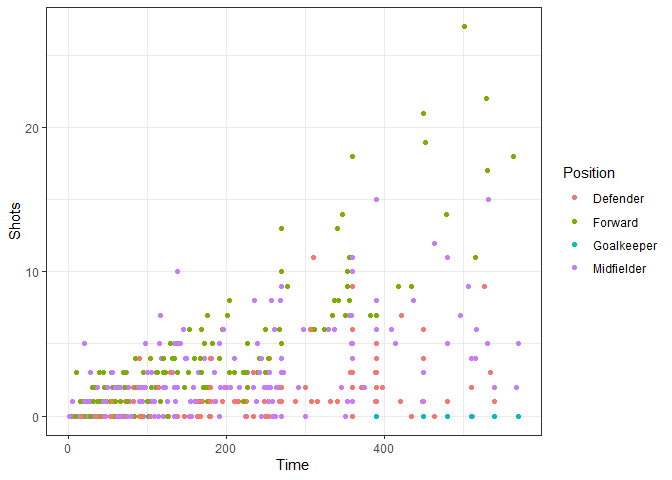 20
10
0
Shots
0
200
400
Time
Position
Defender
Forward
Goalkeeper
Midfielder